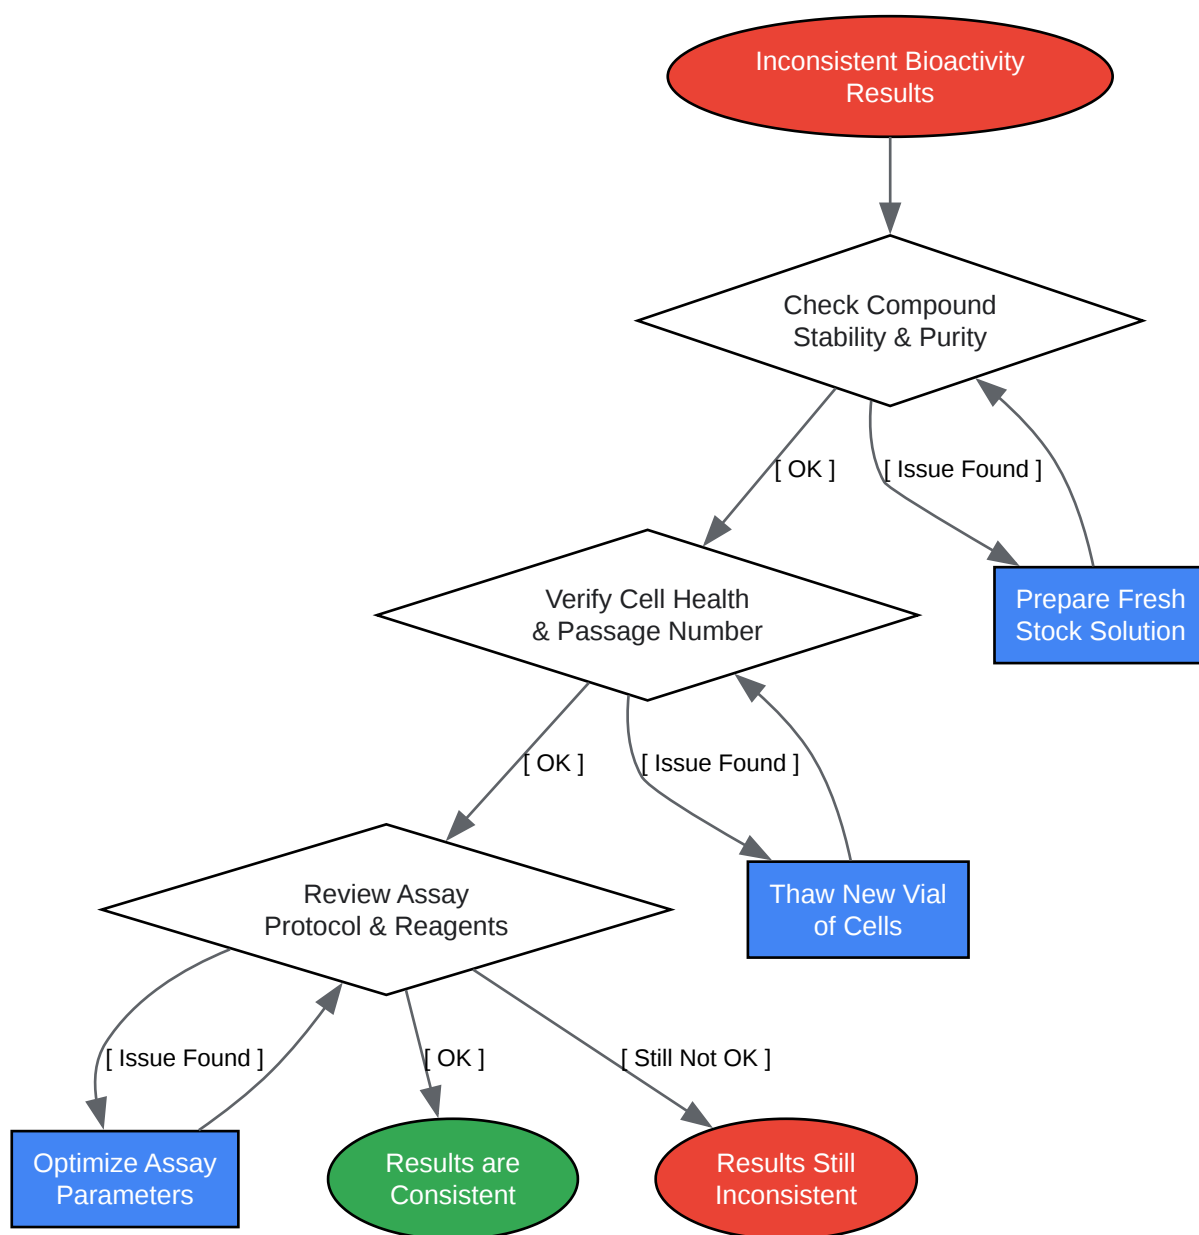 Inconsistent Bioactivity
Results
Check Compound
Stability & Purity
[ OK ]
[ Issue Found ]
Verify Cell Health
& Passage Number
Prepare Fresh
Stock Solution
[ OK ]
[ Issue Found ]
Review Assay
Protocol & Reagents
Thaw New Vial
of Cells
[ Issue Found ]
[ OK ]
[ Still Not OK ]
Optimize Assay
Parameters
Results are
Consistent
Results Still
Inconsistent